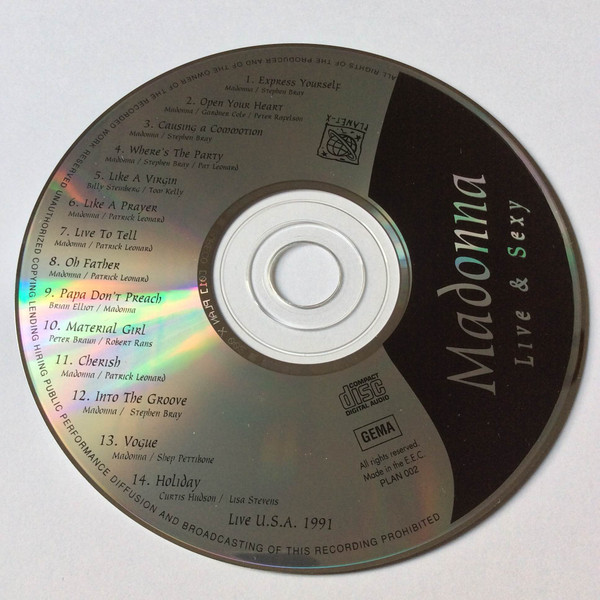 1. Express Yourself
Madonna / Stephen Bray
2. Open Your Heart
Madonna / Gardner Cole / Peter Rafelson
3. Causing a Commotion
Madonna / Stephen Bray
4. Where's The Party
Madonna / Stephen Bray / Pat Leonard
5. Like A Virgin
Billy Steinberg / Tom Kelly
6. Like A Prayer
Madonna / Patrick Leonard
7. Live To Tell
Madonna / Patrick Leonard
8. Oh Father
Madonna / Patrick Leonard
9. Papa Don't Preach
Brian Elliot / Madonna
10. Material Girl
Peter Braun / Robert Rans
11. Cherish
Madonna / Patrick Leonard
12. Into The Groove
Madonna / Stephen Bray
13. Vogue
Madonna / Shep Pettibone
14. Holiday
Curtis Hudson / Lisa Stevens
Live U.S.A. 1991
PLANET-X
Madonna
Live & Sexy
COMPACT
disc
DIGITAL AUDIO
GEMA
All rights reserved
Made in the E.E.C.
PLAN 002
ALL RIGHTS OF THE PRODUCER AND OF THE OWNER OF THE RECORDED WORK RESERVED UNAUTHORIZED COPYING LENDING HIRING PUBLIC PERFORMANCE DIFFUSION AND BROADCASTING OF THIS RECORDING PROHIBITED